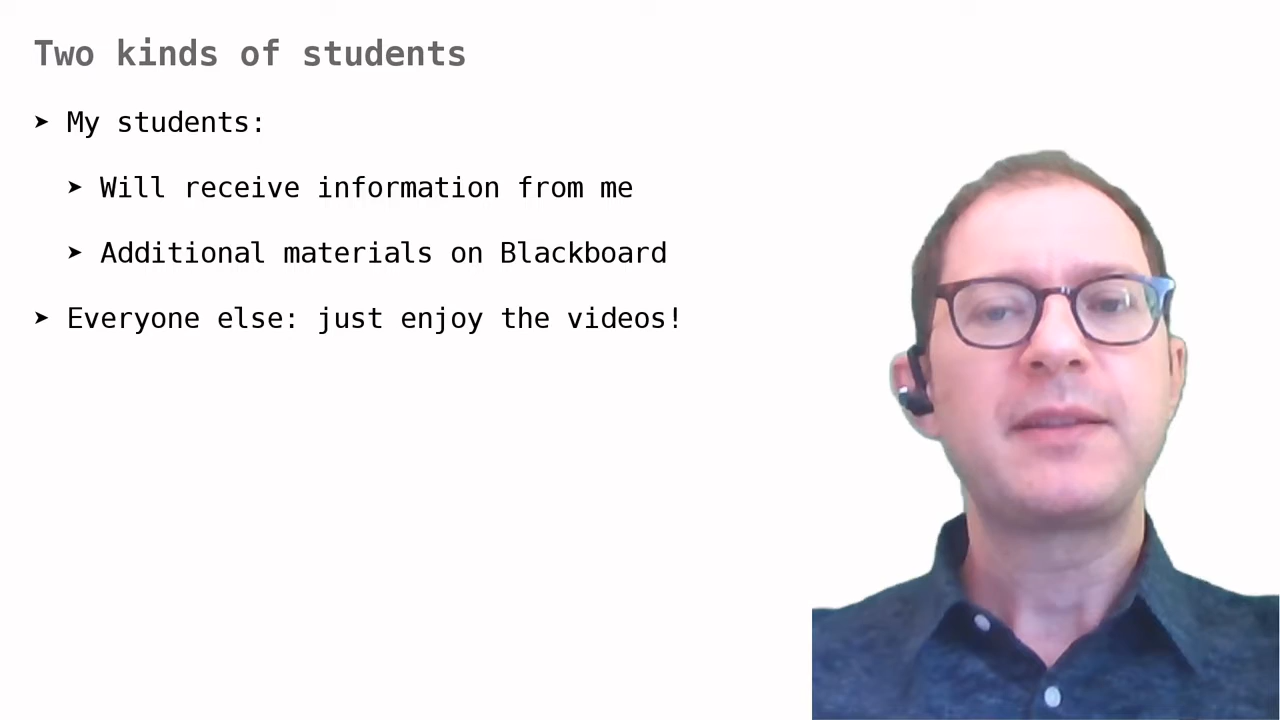 Two kinds of students
➤ My students:
➤ Will receive information from me
➤ Additional materials on Blackboard
➤ Everyone else: just enjoy the videos!